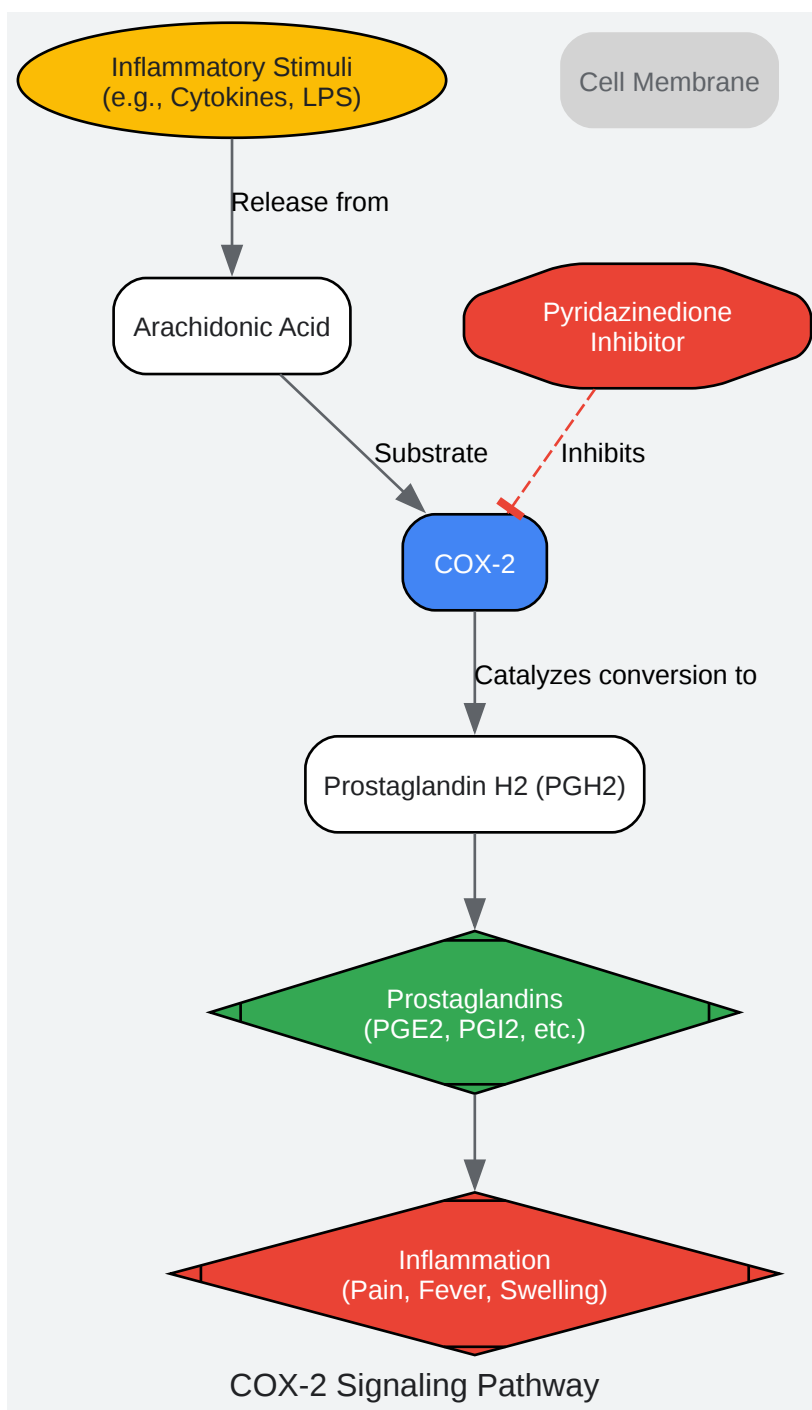 Inflammatory Stimuli
(e.g., Cytokines, LPS)
Cell Membrane
Release from
Arachidonic Acid
Pyridazinedione
Inhibitor
Substrate
Inhibits
COX-2
Catalyzes conversion to
Prostaglandin H2 (PGH2)
Prostaglandins
(PGE2, PGI2, etc.)
Inflammation
(Pain, Fever, Swelling)
COX-2 Signaling Pathway